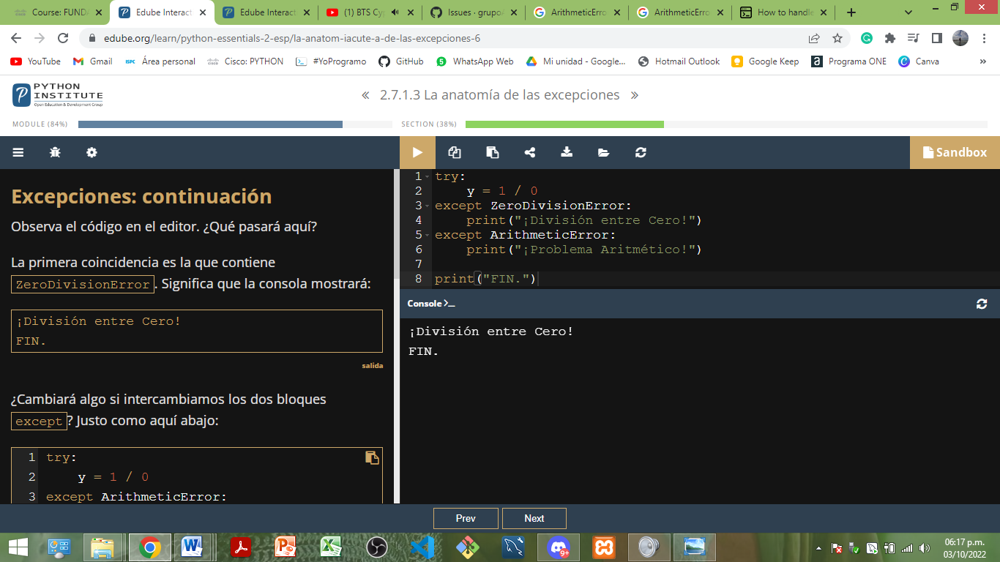 Course: FUNDA
Edube Interact
Edube Interact
(1) BTS Cyp
Issues · grupo
ArithmeticErro
ArithmeticErro
How to handle
edube.org/learn/python-essentials-2-esp/la-anatom-iacute-a-de-las-excepciones-6
YouTube
Gmail
ispc Área personal
Cisco: PYTHON
#YoProgramo
GitHub
5 WhatsApp Web
Mi unidad - Google...
Hotmail Outlook
Google Keep
a Programa ONE
Canva
»
PYTHON
INSTITUTE
Open Education & Development Group
« 2.7.1.3 La anatomía de las excepciones »
MODULE (84%)
SECTION (38%)
Sandbox
Excepciones: continuación
Observa el código en el editor. ¿Qué pasará aquí?
La primera coincidencia es la que contiene
ZeroDivisionError. Significa que la consola mostrará:
¡División entre Cero!
FIN.
salida
¿Cambiará algo si intercambiamos los dos bloques
except? Justo como aquí abajo:
1 try:
2     y = 1 / 0
3 except ArithmeticError:
1 try:
2     y = 1 / 0
3 except ZeroDivisionError:
4     print("¡División entre Cero!")
5 except ArithmeticError:
6     print("¡Problema Aritmético!")
7
8 print("FIN.")
Console >_
¡División entre Cero!
FIN.
Prev
Next
9+
06:17 p.m.
03/10/2022